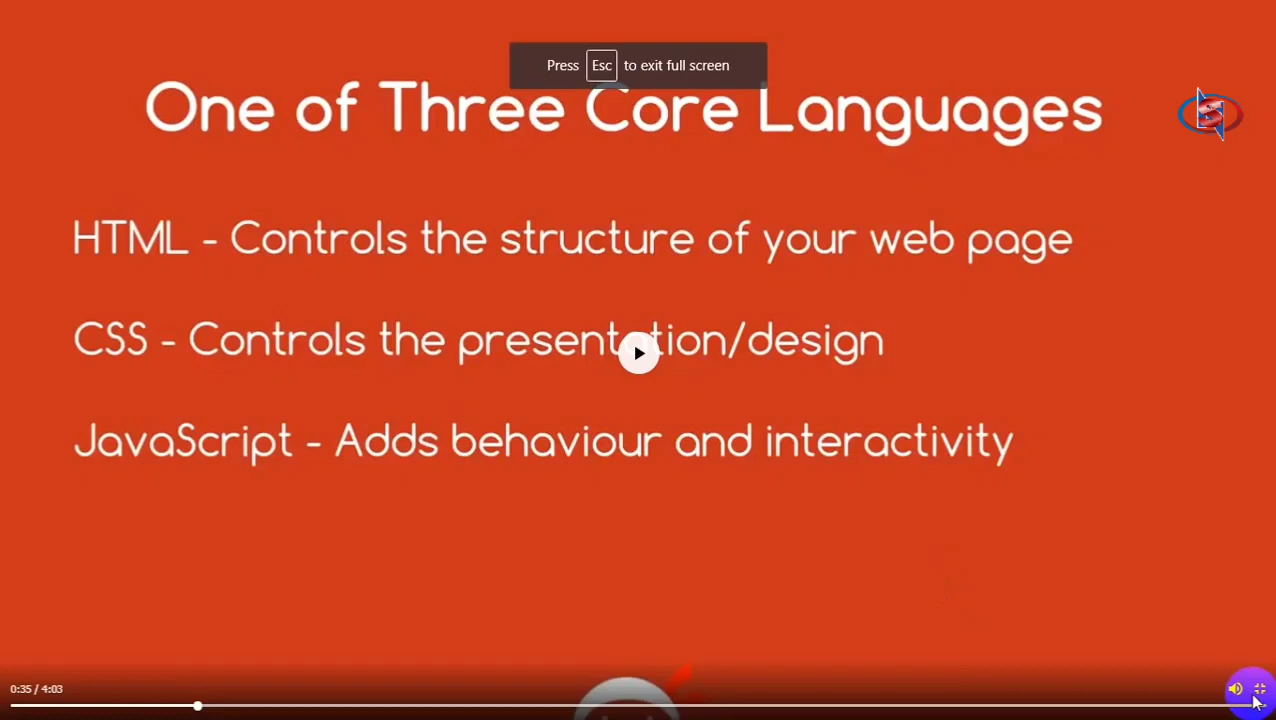 Press Esc to exit full screen
One of Three Core Languages
HTML - Controls the structure of your web page
CSS - Controls the presentation/design
JavaScript - Adds behaviour and interactivity
0:35 / 4:03